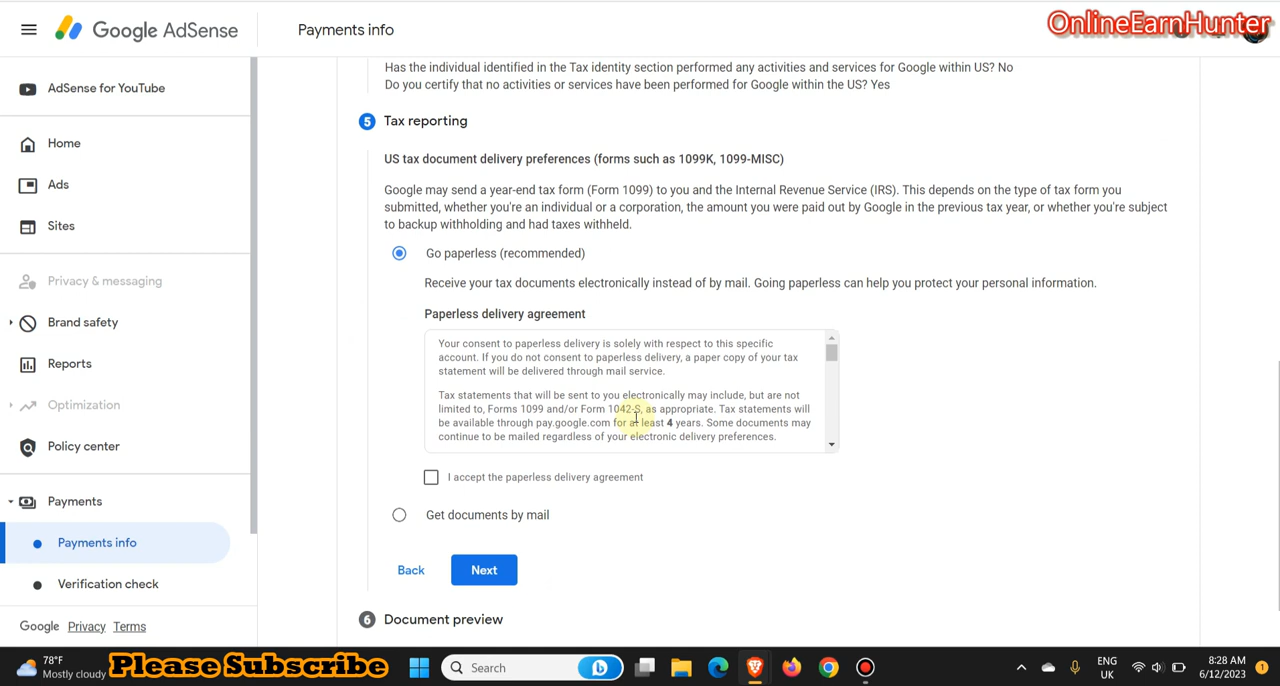 Google AdSense
Payments info
OnlineEarnHunter
AdSense for YouTube
Home
Ads
Sites
Privacy & messaging
Brand safety
Reports
Optimization
Policy center
Payments
Payments info
Verification check
Google Privacy Terms
Has the individual identified in the Tax identity section performed any activities and services for Google within US? No
Do you certify that no activities or services have been performed for Google within the US? Yes
5 Tax reporting
US tax document delivery preferences (forms such as 1099K, 1099-MISC)
Google may send a year-end tax form (Form 1099) to you and the Internal Revenue Service (IRS). This depends on the type of tax form you
submitted, whether you're an individual or a corporation, the amount you were paid out by Google in the previous tax year, or whether you're subject
to backup withholding and had taxes withheld.
Go paperless (recommended)
Receive your tax documents electronically instead of by mail. Going paperless can help you protect your personal information.
Paperless delivery agreement
Your consent to paperless delivery is solely with respect to this specific
account. If you do not consent to paperless delivery, a paper copy of your tax
statement will be delivered through mail service.
Tax statements that will be sent to you electronically may include, but are not
limited to, Forms 1099 and/or Form 1042-S, as appropriate. Tax statements will
be available through pay.google.com for at least 4 years. Some documents may
continue to be mailed regardless of your electronic delivery preferences.
I accept the paperless delivery agreement
Get documents by mail
Back Next
6 Document preview
78°F
Mostly cloudy
Please Subscribe
Search
ENG
UK
8:28 AM
6/12/2023
1